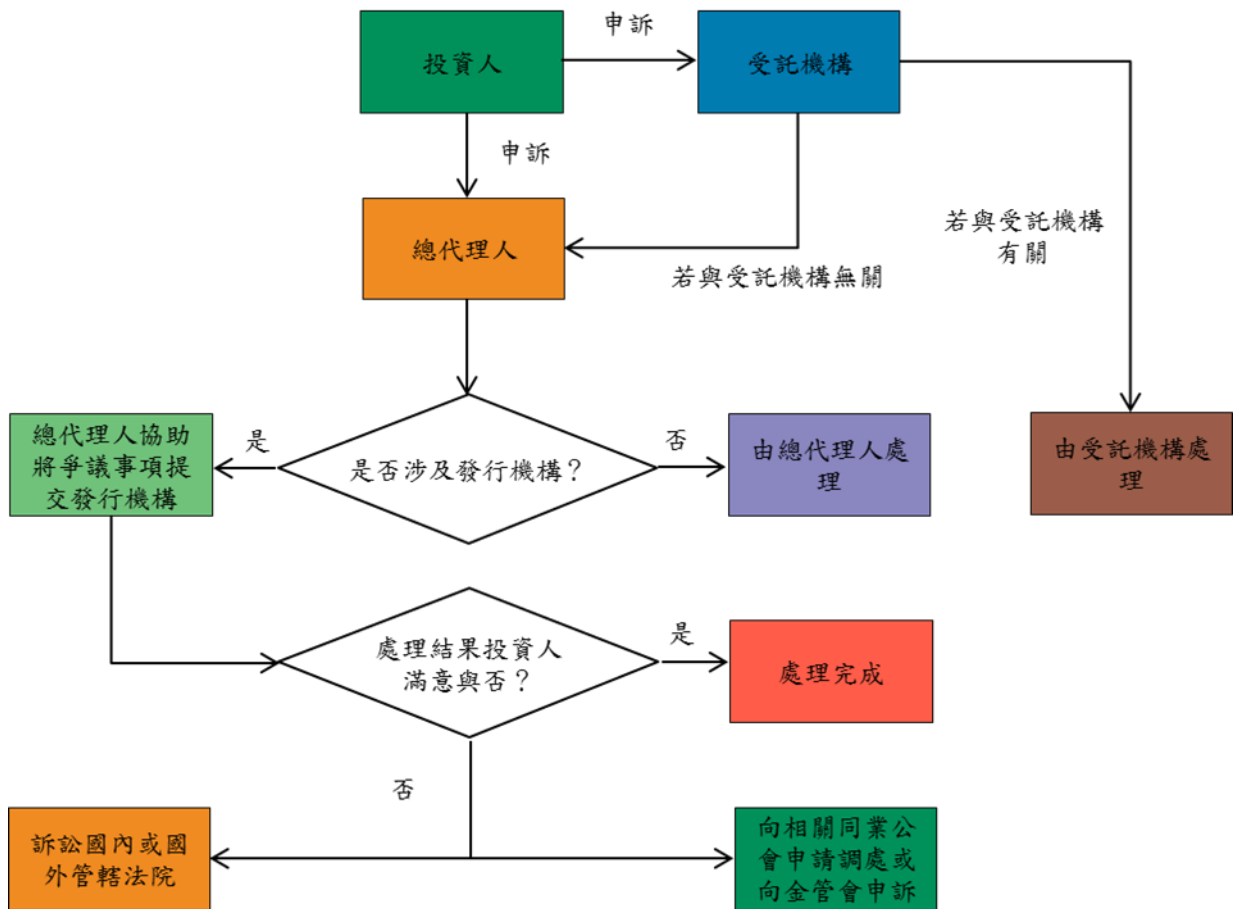 申訴
投資人
受託機構
申訴
總代理人
若與受託機構無關
若與受託機構
有關
總代理人協助
將爭議事項提
交發行機構
是
是否涉及發行機構？
否
由總代理人處
理
由受託機構處
理
處理結果投資人
滿意與否？
是
處理完成
否
訴訟國內或國
外管轄法院
向相關同業公
會申請調處或
向金管會申訴